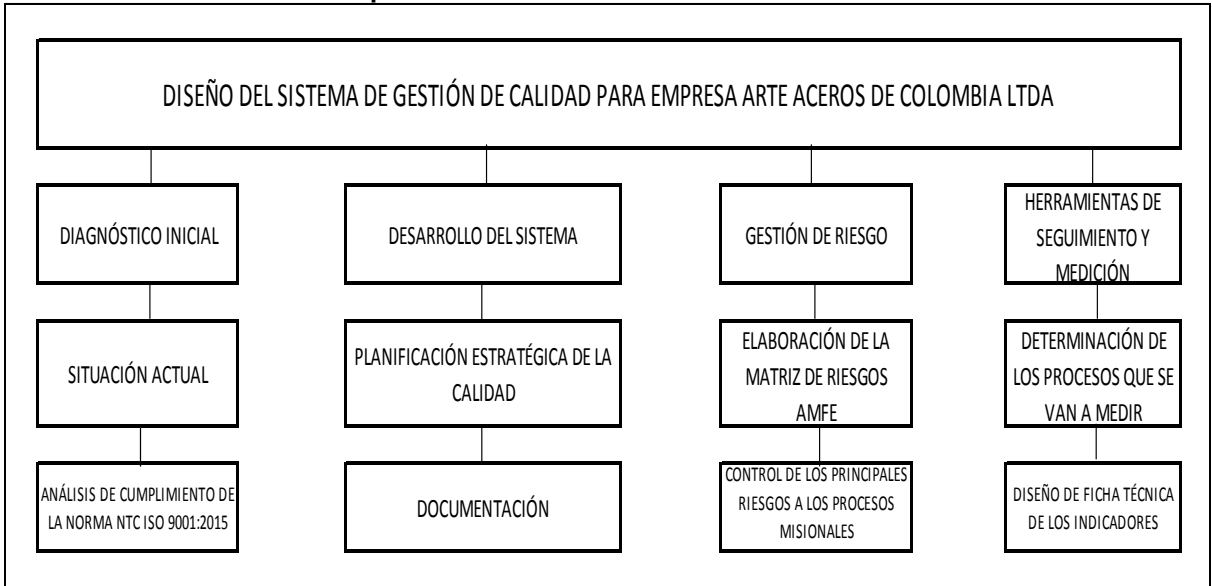 DISEÑO DEL SISTEMA DE GESTIÓN DE CALIDAD PARA EMPRESA ARTE ACEROS DE COLOMBIA LTDA
DIAGNÓSTICO INICIAL
SITUACIÓN ACTUAL
ANÁLISIS DE CUMPLIMIENTO DE
LA NORMA NTC ISO 9001:2015
DESARROLLO DEL SISTEMA
PLANIFICACIÓN ESTRATÉGICA DE LA
CALIDAD
DOCUMENTACIÓN
GESTIÓN DE RIESGO
ELABORACIÓN DE LA
MATRIZ DE RIESGOS
AMFE
CONTROL DE LOS PRINCIPALES
RIESGOS A LOS PROCESOS
MISIONALES
HERRAMIENTAS DE
SEGUIMIENTO Y
MEDICIÓN
DETERMINACIÓN DE
LOS PROCESOS QUE SE
VAN A MEDIR
DISEÑO DE FICHA TÉCNICA
DE LOS INDICADORES